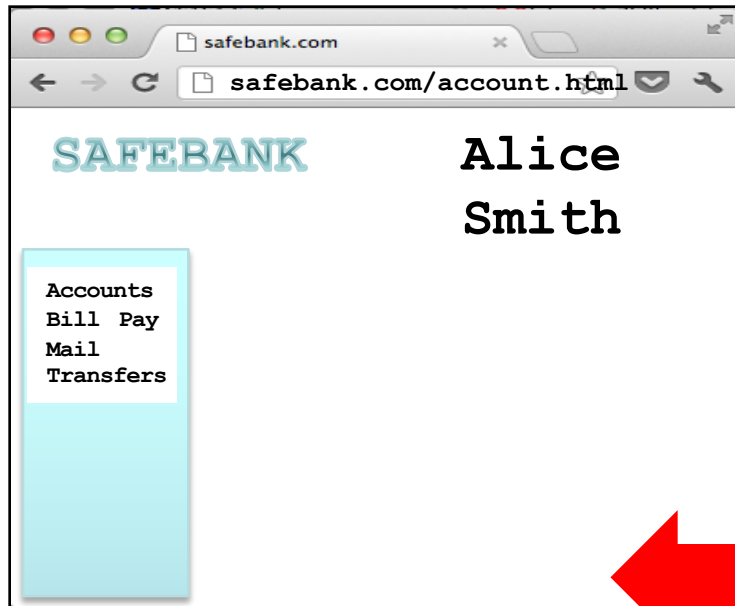 safebank.com
safebank.com/account.html
SAFEBANK
Alice
Smith
Accounts
Bill Pay
Mail
Transfers